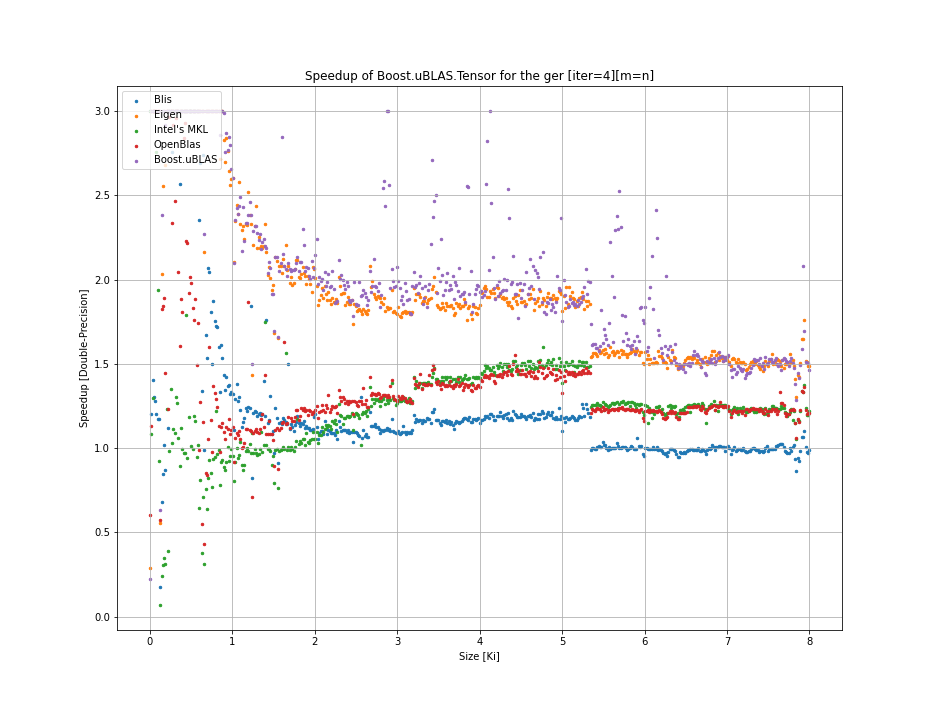 Speedup of Boost.uBLAS.Tensor for the ger [iter=4][m=n]
Blis
Eigen
Intel's MKL
OpenBlas
Boost.uBLAS
Speedup [Double-Precision]
3.0
2.5
2.0
1.5
1.0
0.5
0.0
0 1 2 3 4 5 6 7 8
Size [Ki]